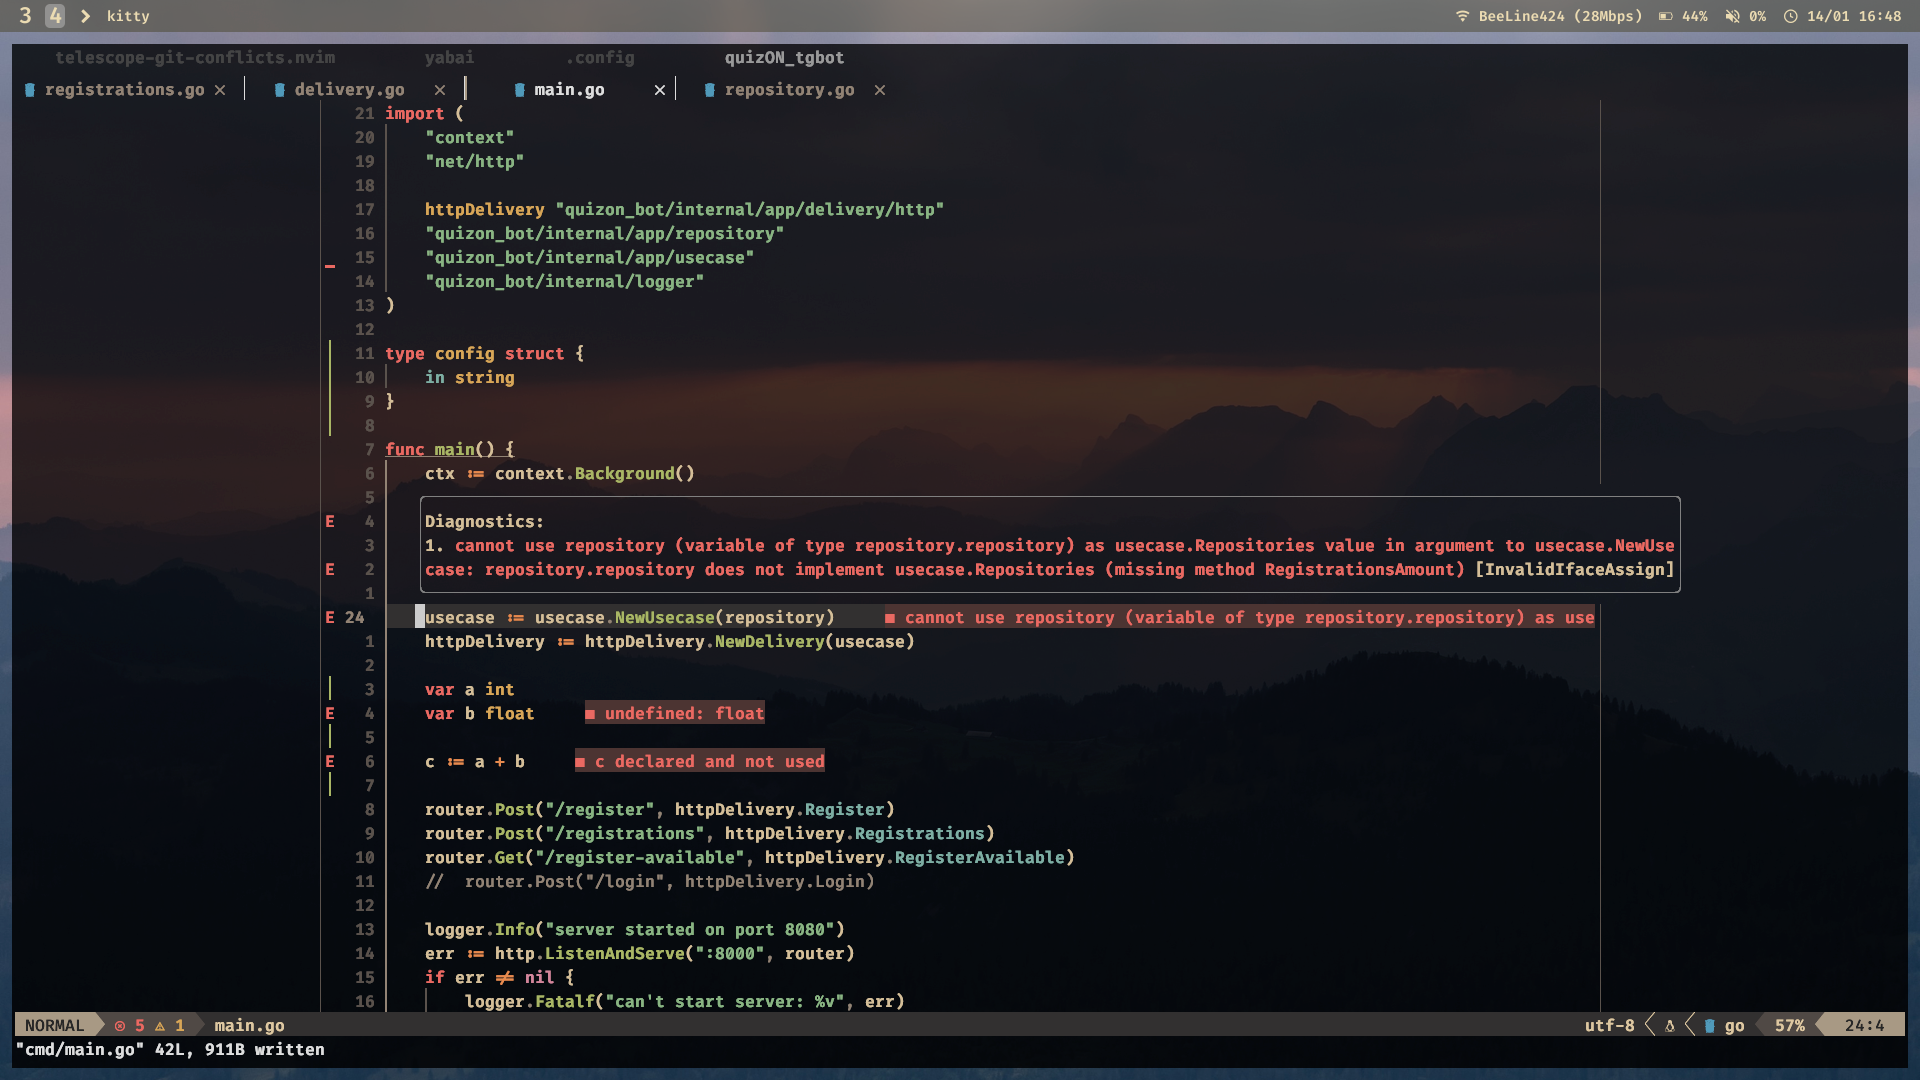 3 4 kitty BeeLine424 (28Mbps) 44% 0% 14/01 16:48
telescope-git-conflicts.nvim yabai .config quizON_tgbot
registrations.go × delivery.go × main.go × repository.go ×
21 import (
20 "context"
19 "net/http"
18
17 httpDelivery "quizon_bot/internal/app/delivery/http"
16 "quizon_bot/internal/app/repository"
15 "quizon_bot/internal/app/usecase"
14 "quizon_bot/internal/logger"
13 )
12
11 type config struct {
10 in string
9 }
8
7 func main() {
6 ctx := context.Background()
5
E 4 Diagnostics:
3 1. cannot use repository (variable of type repository.repository) as usecase.Repositories value in argument to usecase.NewUse
E 2 case: repository.repository does not implement usecase.Repositories (missing method RegistrationsAmount) [InvalidIfaceAssign]
1
E 24 usecase := usecase.NewUsecase(repository) ■ cannot use repository (variable of type repository.repository) as use
1 httpDelivery := httpDelivery.NewDelivery(usecase)
2
3 var a int
E 4 var b float ■ undefined: float
5
E 6 c := a + b ■ c declared and not used
7
8 router.Post("/register", httpDelivery.Register)
9 router.Post("/registrations", httpDelivery.Registrations)
10 router.Get("/register-available", httpDelivery.RegisterAvailable)
11 // router.Post("/login", httpDelivery.Login)
12
13 logger.Info("server started on port 8080")
14 err := http.ListenAndServe(":8000", router)
15 if err != nil {
16 logger.Fatalf("can't start server: %v", err)
NORMAL 5 1 main.go utf-8 go 57% 24:4
"cmd/main.go" 42L, 911B written